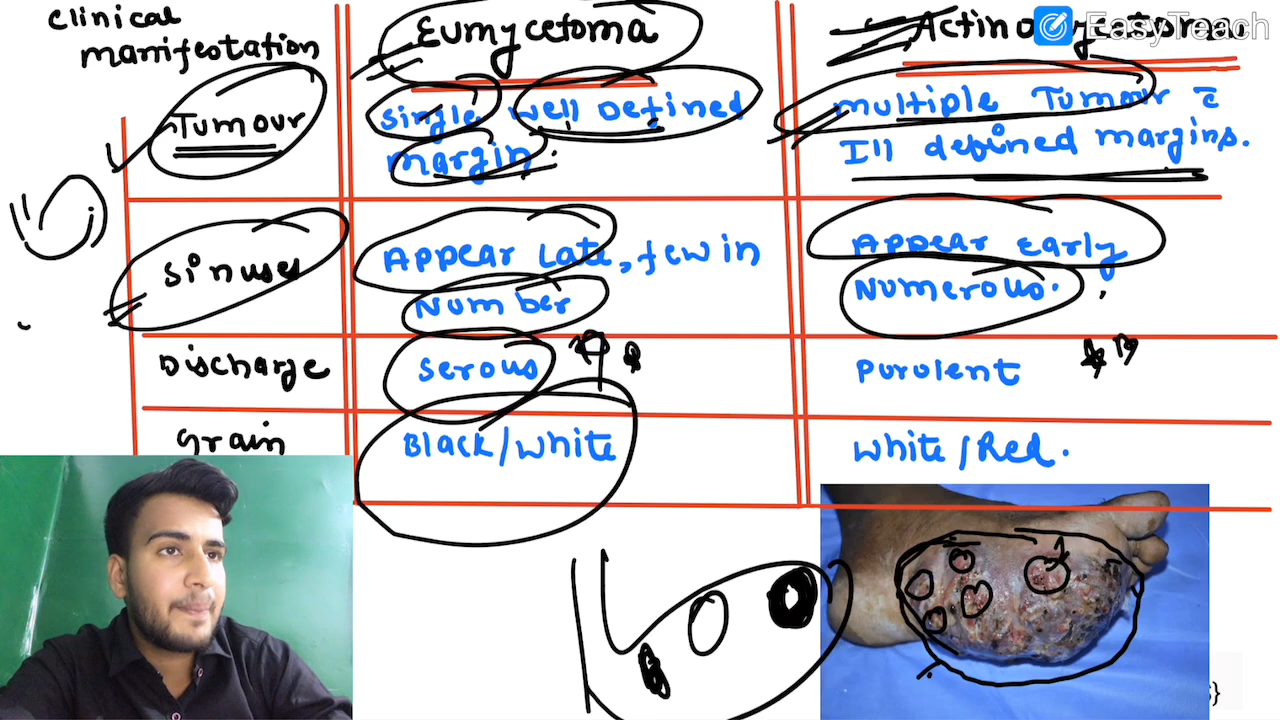 Clinical
manifestation
Eumycetoma
EasyTeach
Tumour
Single well Defined
margin.
multiple Tumour c̄
Ill defined margins.
Sinuses
Appear Late, few in
Number
Appear Early
Numerous.
Discharge
Serous
Purulent
Grain
Black/White
White/Red.